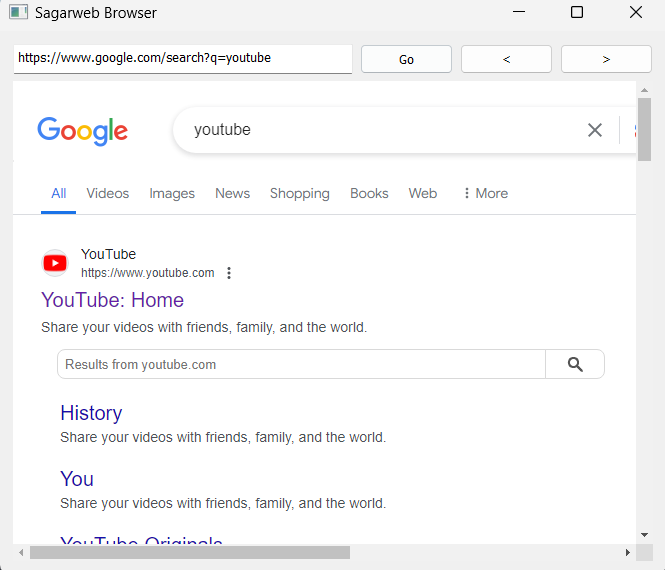 Sagarweb Browser
https://www.google.com/search?q=youtube Go < >
Google youtube
All Videos Images News Shopping Books Web More
YouTube
https://www.youtube.com
YouTube: Home
Share your videos with friends, family, and the world.
Results from youtube.com
History
Share your videos with friends, family, and the world.
You
Share your videos with friends, family, and the world.
YouTube Originals